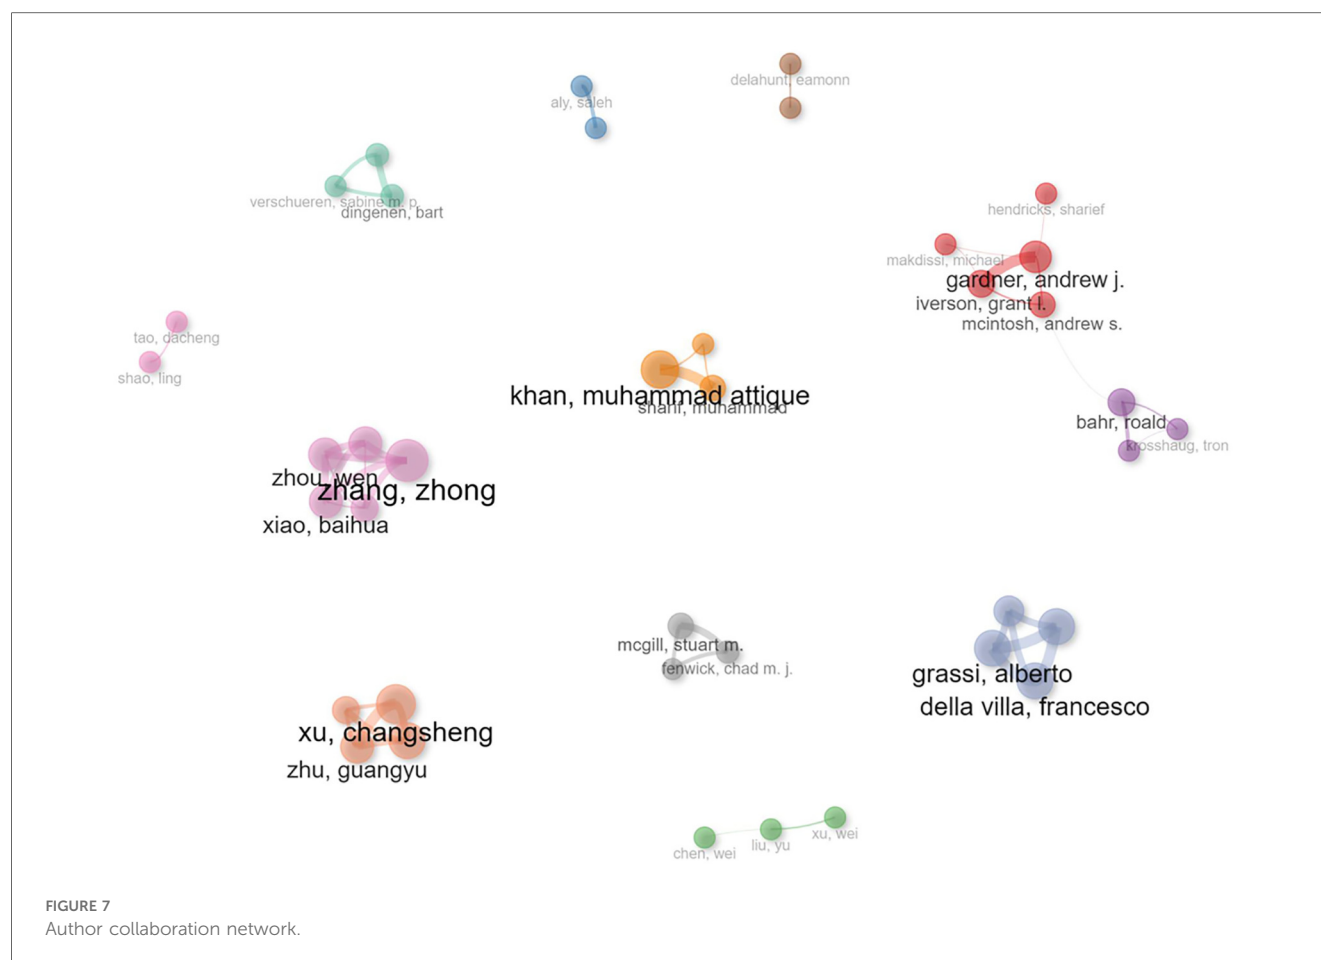 delahunt, eamonn
aly, saleh
verschueren, sabine m. p.
dingenen, bart
hendricks, sharief
makdissi, michael
gardner, andrew j.
iverson, grant l.
mcintosh, andrew s.
tao, dacheng
shao, ling
khan, muhammad attique
sharif, muhammad
bahr, roald
krosshaug, tron
zhou, wen
zhang, zhong
xiao, baihua
mcgill, stuart m.
fenwick, chad m. j.
grassi, alberto
della villa, francesco
xu, changsheng
zhu, guangyu
xu, wei
liu, yu
chen, wei
FIGURE 7
Author collaboration network.